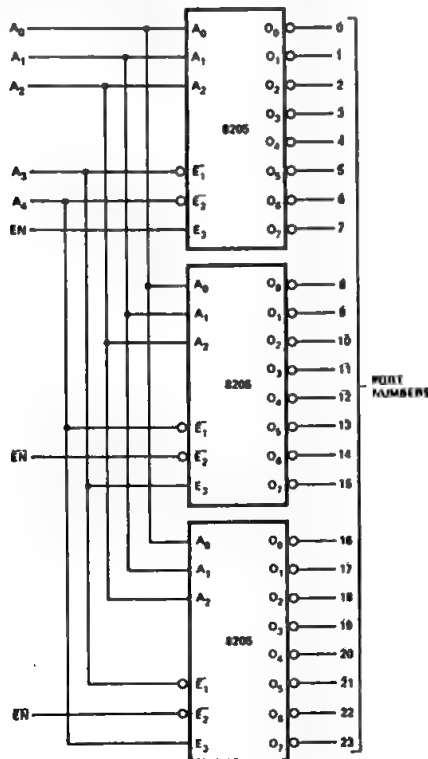 A0 A0 O0 0
A1 A1 O1 1
A2 A2 O2 2
O3 3
8205 O4 4
A3 E1 O5 5
A4 E2 O6 6
EN E3 O7 7
A0 O0 8
A1 O1 9
A2 O2 10
O3 11
8205 O4 12
PORT
NUMBERS
E1 O5 13
EN E2 O6 14
E3 O7 15
A0 O0 16
A1 O1 17
A2 O2 18
O3 19
8205 O4 20
E1 O5 21
EN E2 O6 22
E3 O7 23